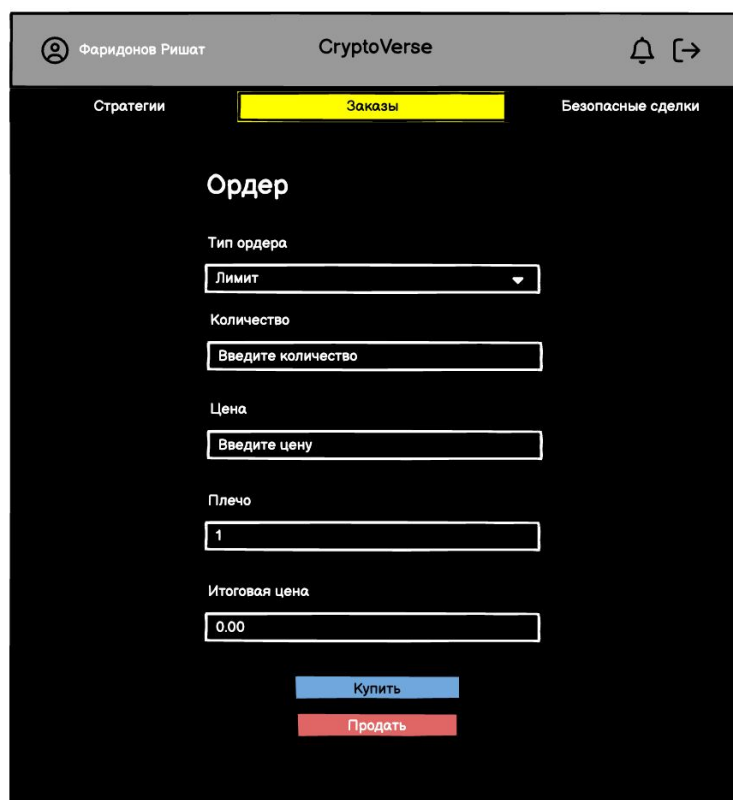 Фаридонов Ришат
CryptoVerse
Стратегии
Заказы
Безопасные сделки
Ордер
Тип ордера
Лимит
Количество
Введите количество
Цена
Введите цену
Плечо
1
Итоговая цена
0.00
Купить
Продать